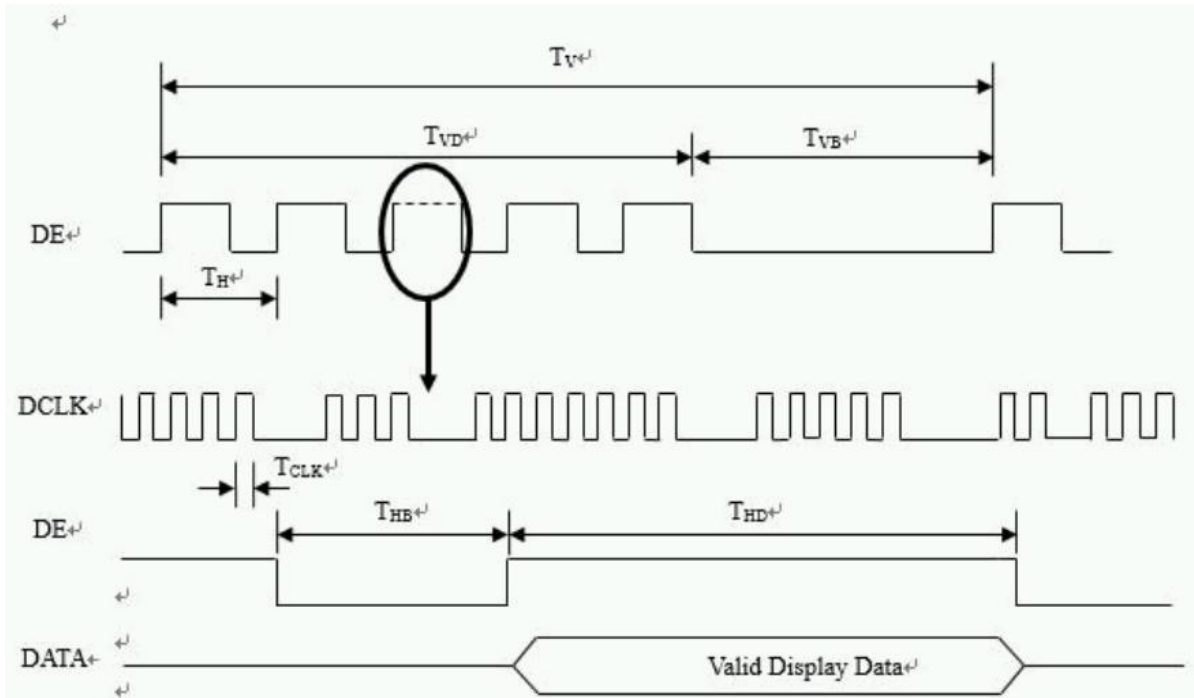 TV
TVD
TVB
DE
TH
DCLK
TCLK
DE
THB
THD
DATA
Valid Display Data